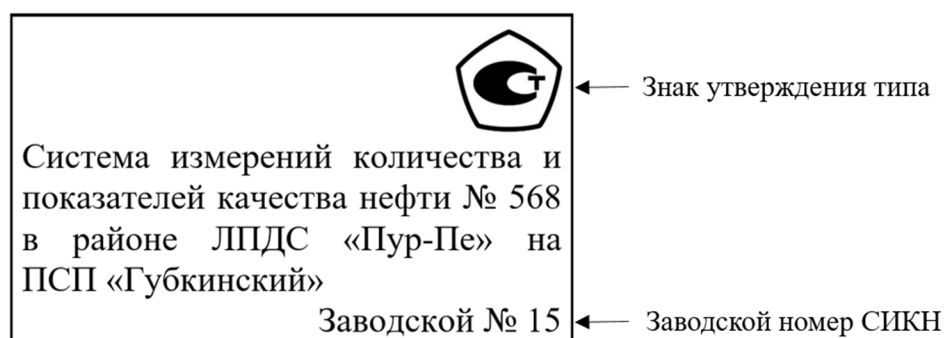 Знак утверждения типа
Система измерений количества и
показателей качества нефти № 568
в районе ЛПДС «Пур-Пе» на
ПСП «Губкинский»
Заводской № 15
Заводской номер СИКН